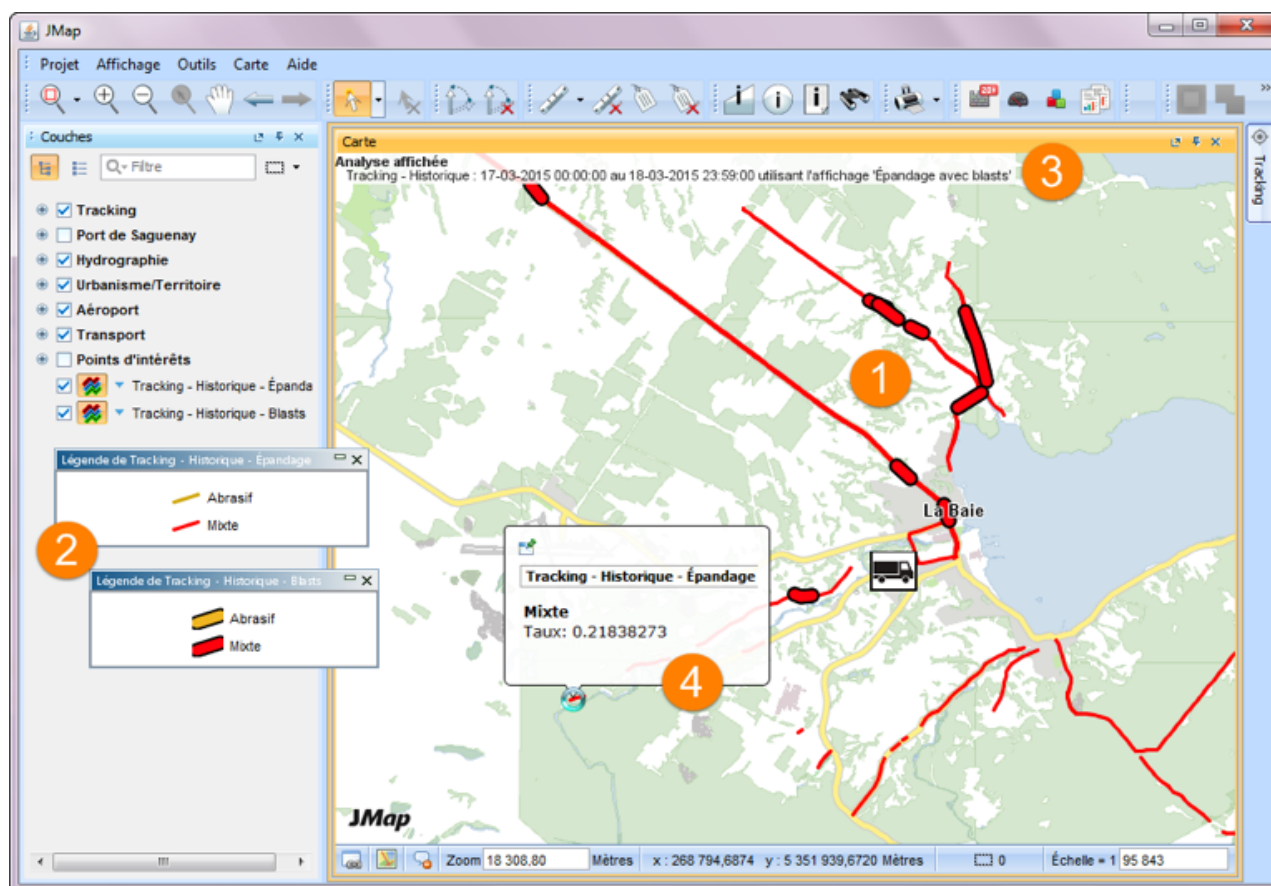 JMap
Projet Affichage Outils Carte Aide
Couches
Filtre
Tracking
Port de Saguenay
Hydrographie
Urbanisme/Territoire
Aéroport
Transport
Points d'intérêts
Tracking - Historique - Épanda
Tracking - Historique - Blasts
Légende de Tracking - Historique - Épandage
Abrasif
Mixte
2
Légende de Tracking - Historique - Blasts
Abrasif
Mixte
Carte
Analyse affichée
Tracking - Historique : 17-03-2015 00:00:00 au 18-03-2015 23:59:00 utilisant l'affichage 'Épandage avec blasts'
3
1
La Baie
Tracking - Historique - Épandage
Mixte
Taux: 0.21838273
4
JMap
Zoom 18 308.80 Mètres x : 268 794,6874 y : 5 351 939,6720 Mètres 0 Échelle = 1 95 843
Tracking